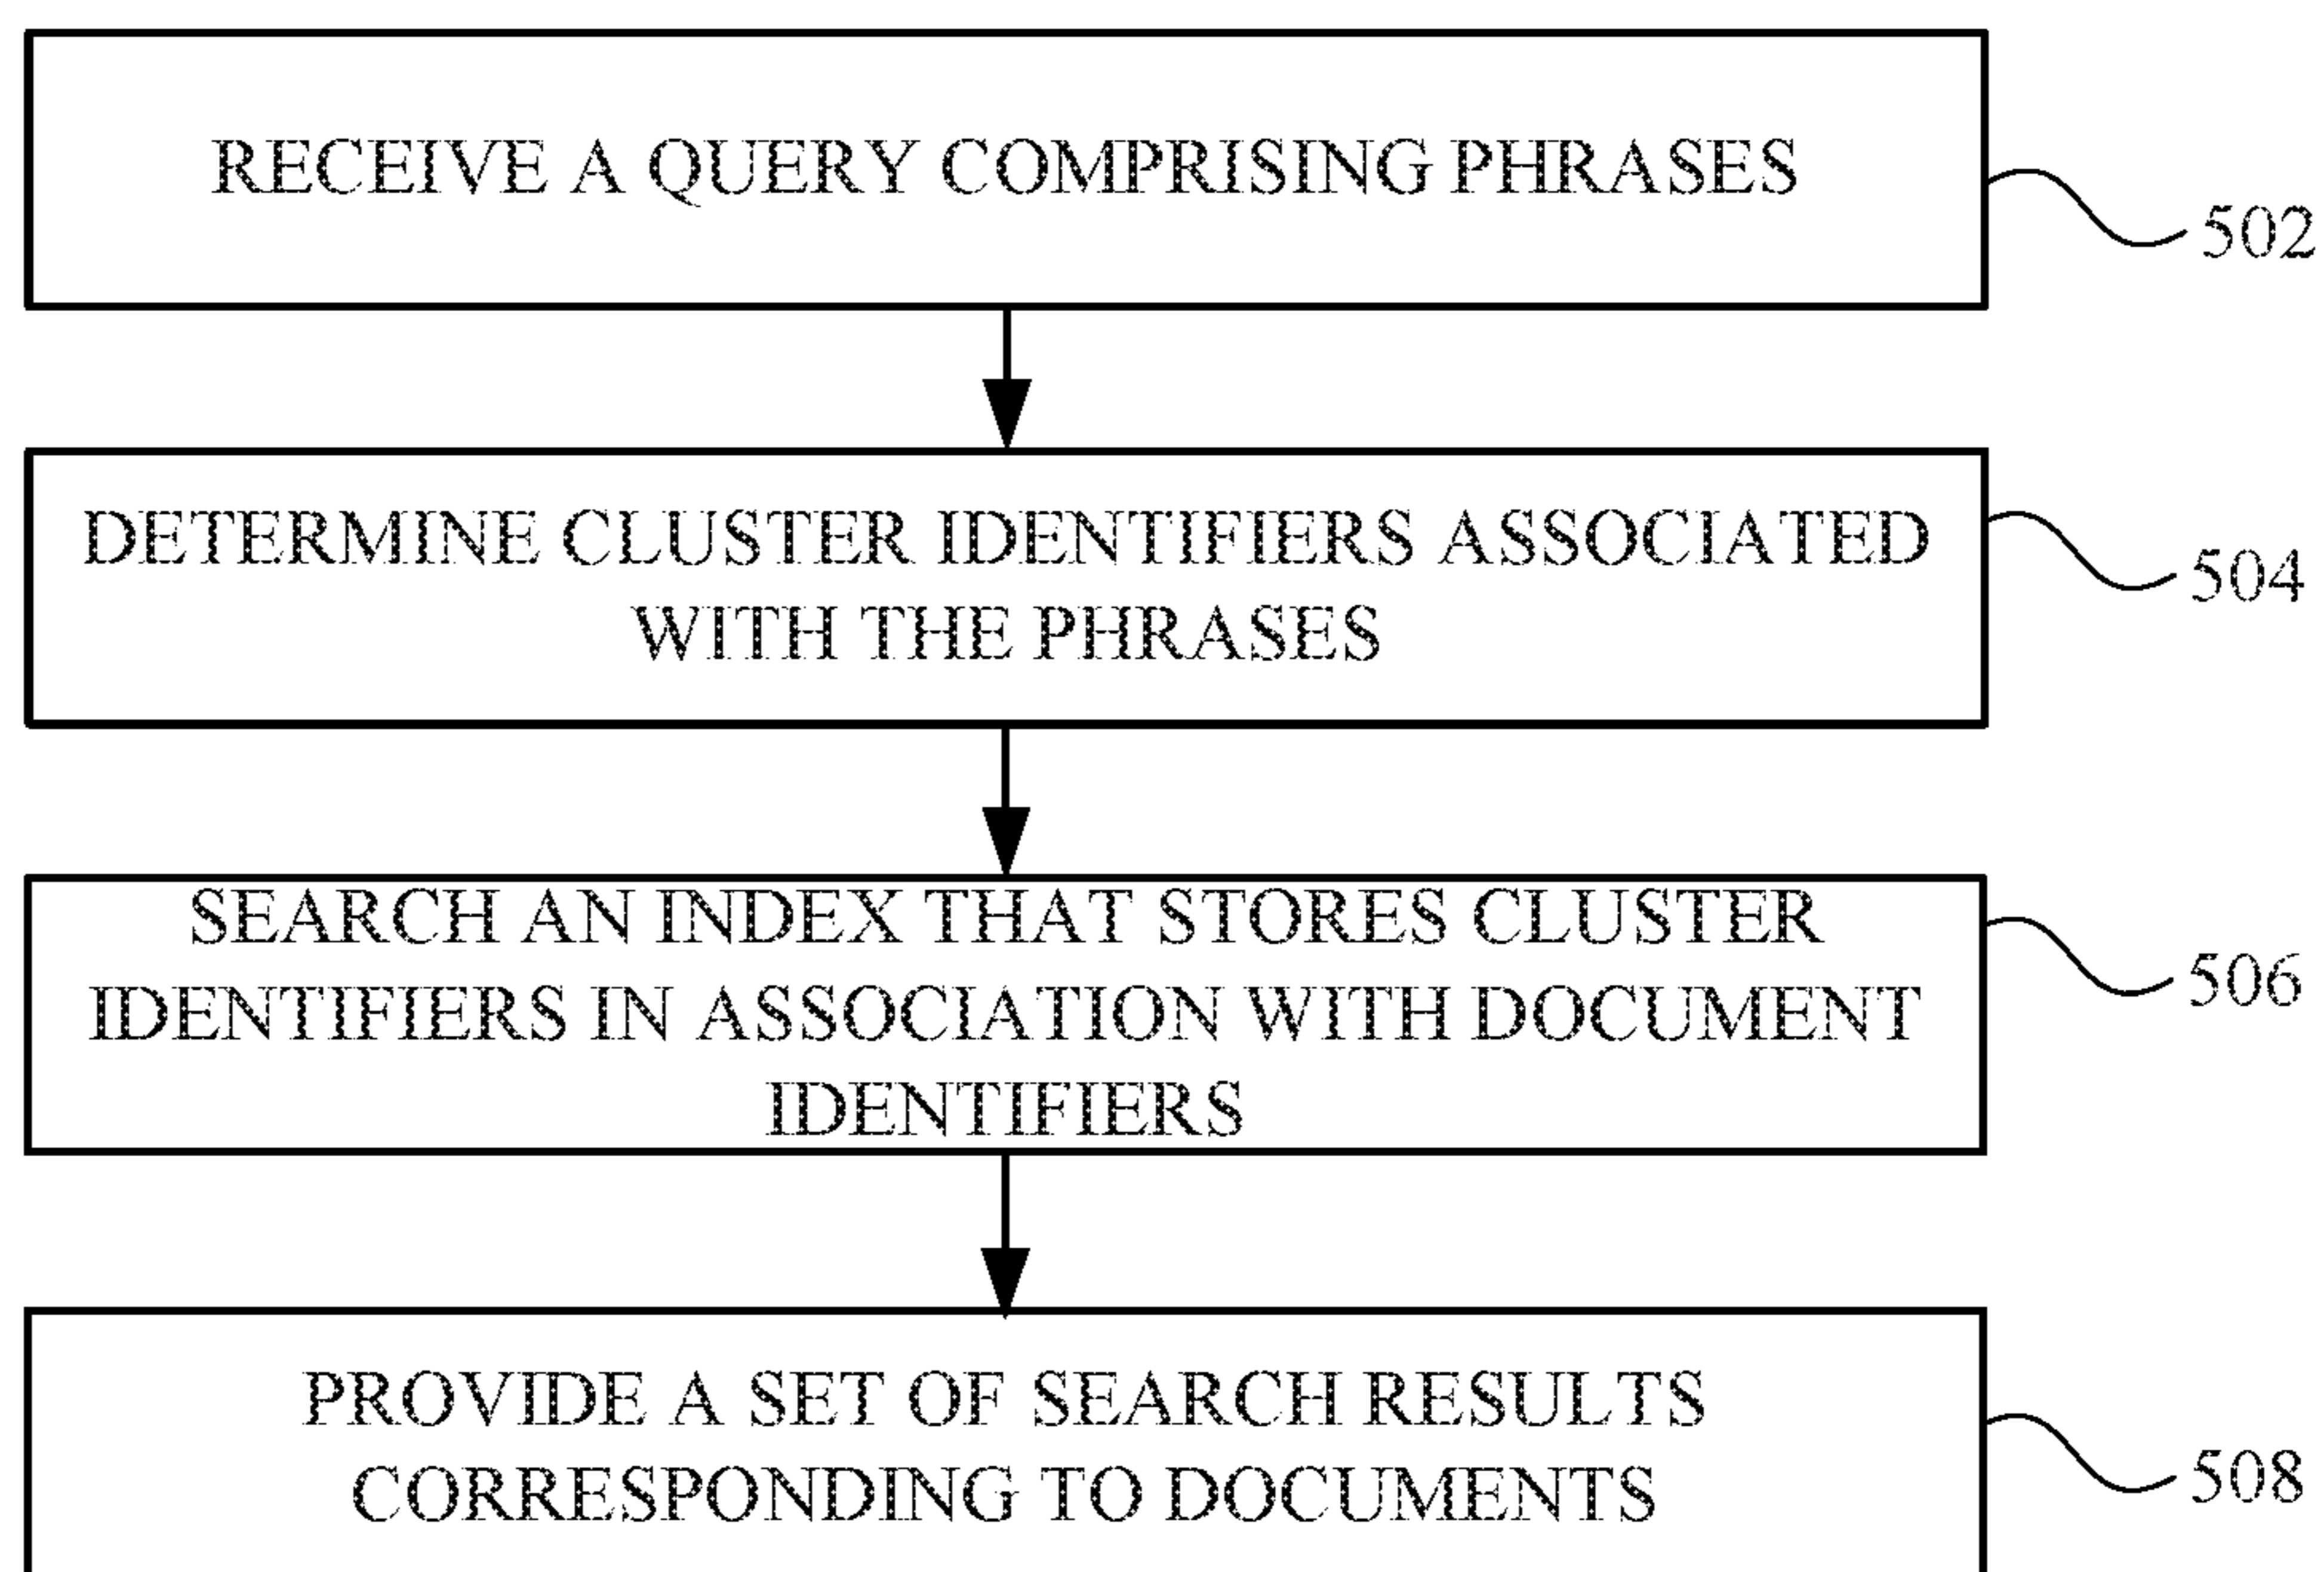 RECEIVE A QUERY COMPRISING PHRASES
502
DETERMINE CLUSTER IDENTIFIERS ASSOCIATED
WITH THE PHRASES
504
SEARCH AN INDEX THAT STORES CLUSTER
IDENTIFIERS IN ASSOCIATION WITH DOCUMENT
IDENTIFIERS
506
PROVIDE A SET OF SEARCH RESULTS
CORRESPONDING TO DOCUMENTS
508